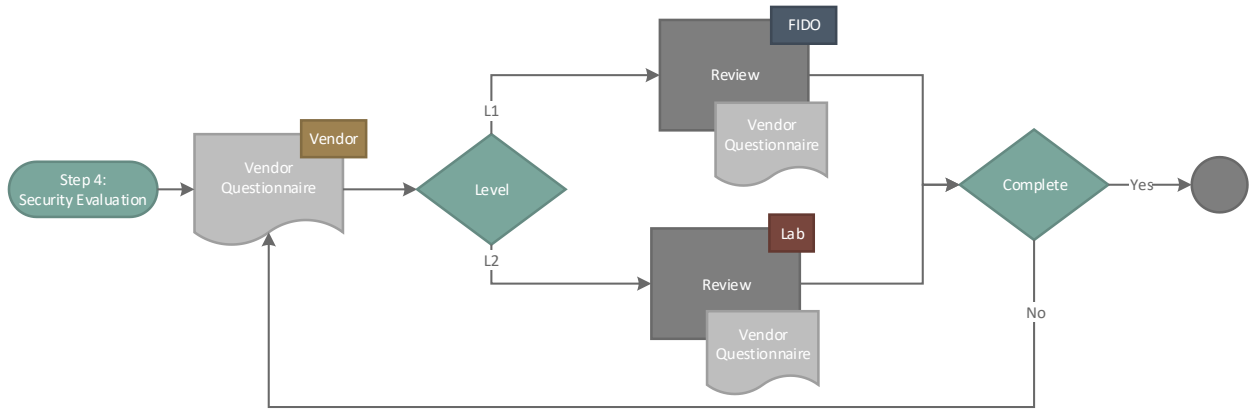 Step 4:
Security Evaluation
Vendor
Vendor
Questionnaire
Level
L1
FIDO
Review
Vendor
Questionnaire
L2
Lab
Review
Vendor
Questionnaire
Complete
Yes
No